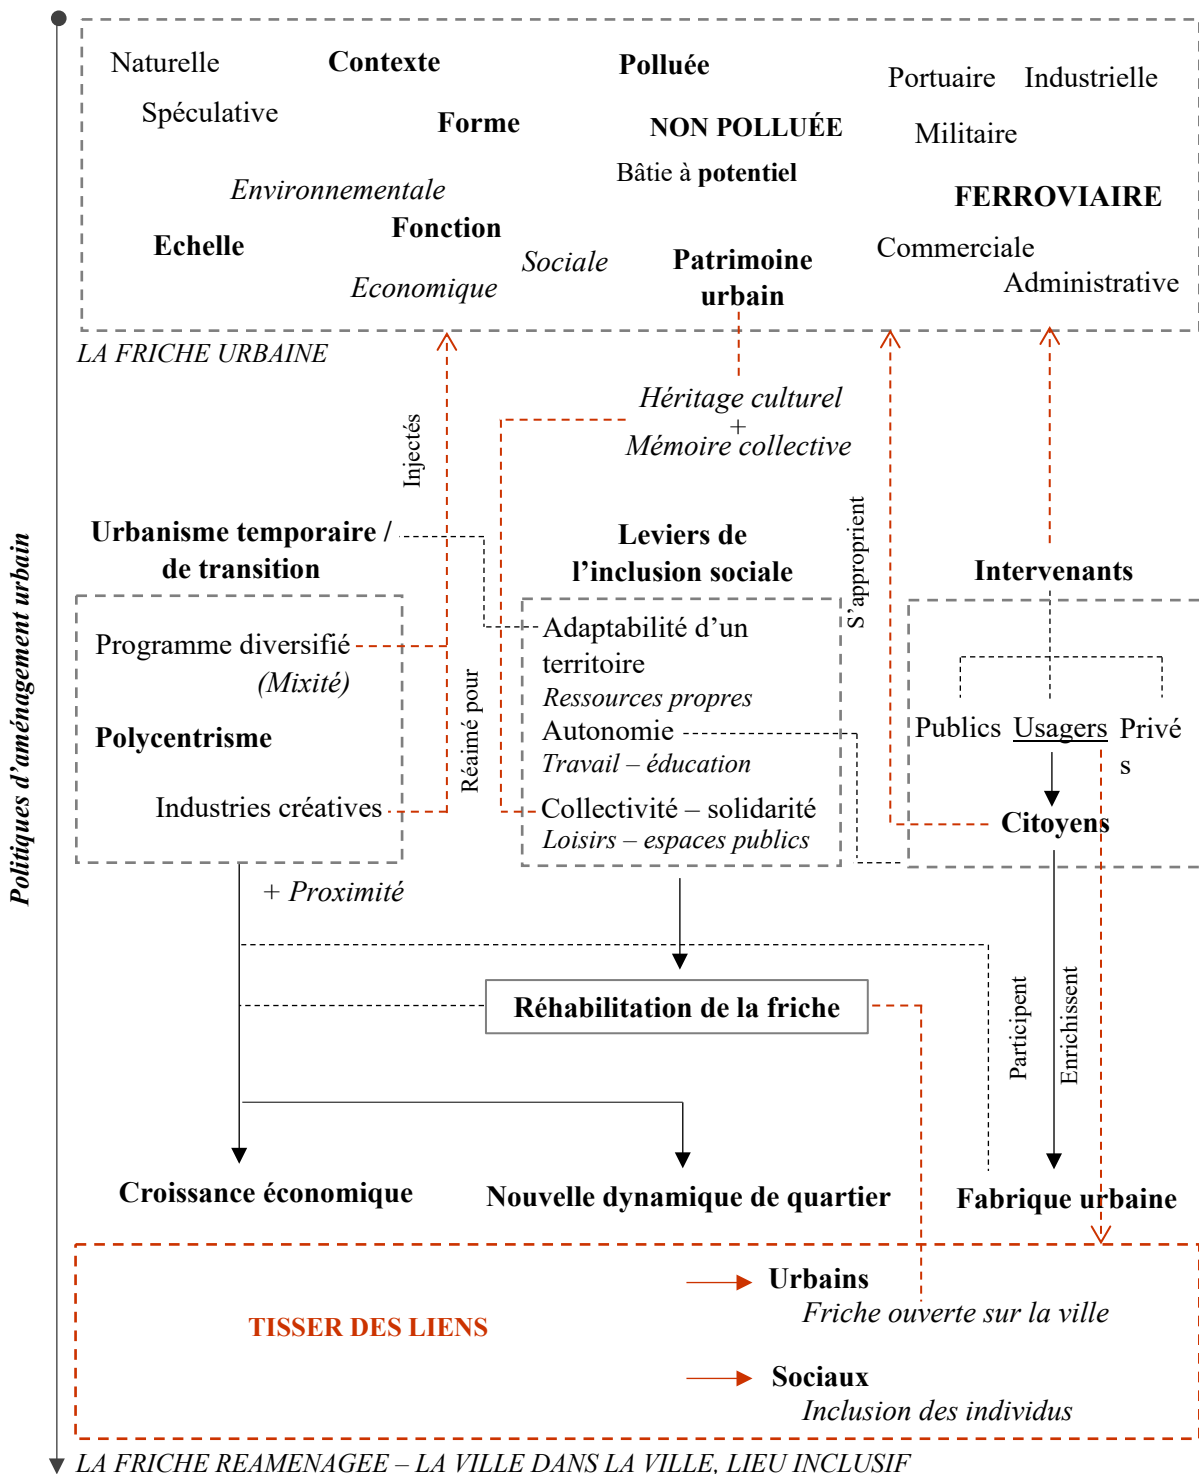 Naturelle
Contexte
Polluée
Portuaire
Industrielle
Spéculative
Forme
NON POLLUÉE
Militaire
Bâtie à potentiel
Environnementale
FERROVIAIRE
Echelle
Fonction
Sociale
Commerciale
Economique
Patrimoine
urbain
Administrative
LA FRICHE URBAINE
Héritage culturel
+
Mémoire collective
Injectés
Urbanisme temporaire /
de transition
Leviers de
l’inclusion sociale
S’approprient
Intervenants
Programme diversifié
(Mixité)
Polycentrisme
Industries créatives
Réaimé pour
Adaptabilité d’un
territoire
Ressources propres
Autonomie
Travail – éducation
Collectivité – solidarité
Loisirs – espaces publics
Publics
Usagers
Privé
s
Citoyens
Politiques d’aménagement urbain
+ Proximité
Réhabilitation de la friche
Participent
Enrichissent
Croissance économique
Nouvelle dynamique de quartier
Fabrique urbaine
TISSER DES LIENS
Urbains
Friche ouverte sur la ville
Sociaux
Inclusion des individus
LA FRICHE REAMENAGEE – LA VILLE DANS LA VILLE, LIEU INCLUSIF